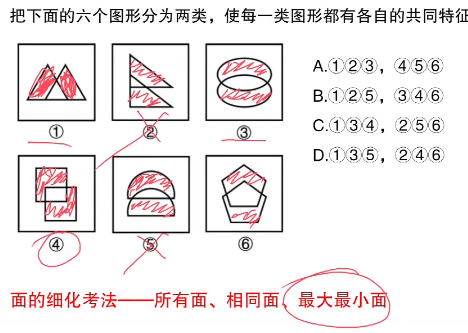 把下面的六个图形分为两类，使每一类图形都有各自的共同特征
① ② ③
④ ⑤ ⑥
A.①②③，④⑤⑥
B.①②⑤，③④⑥
C.①③④，②⑤⑥
D.①③⑤，②④⑥
面的细化考法——所有面、相同面、最大最小面